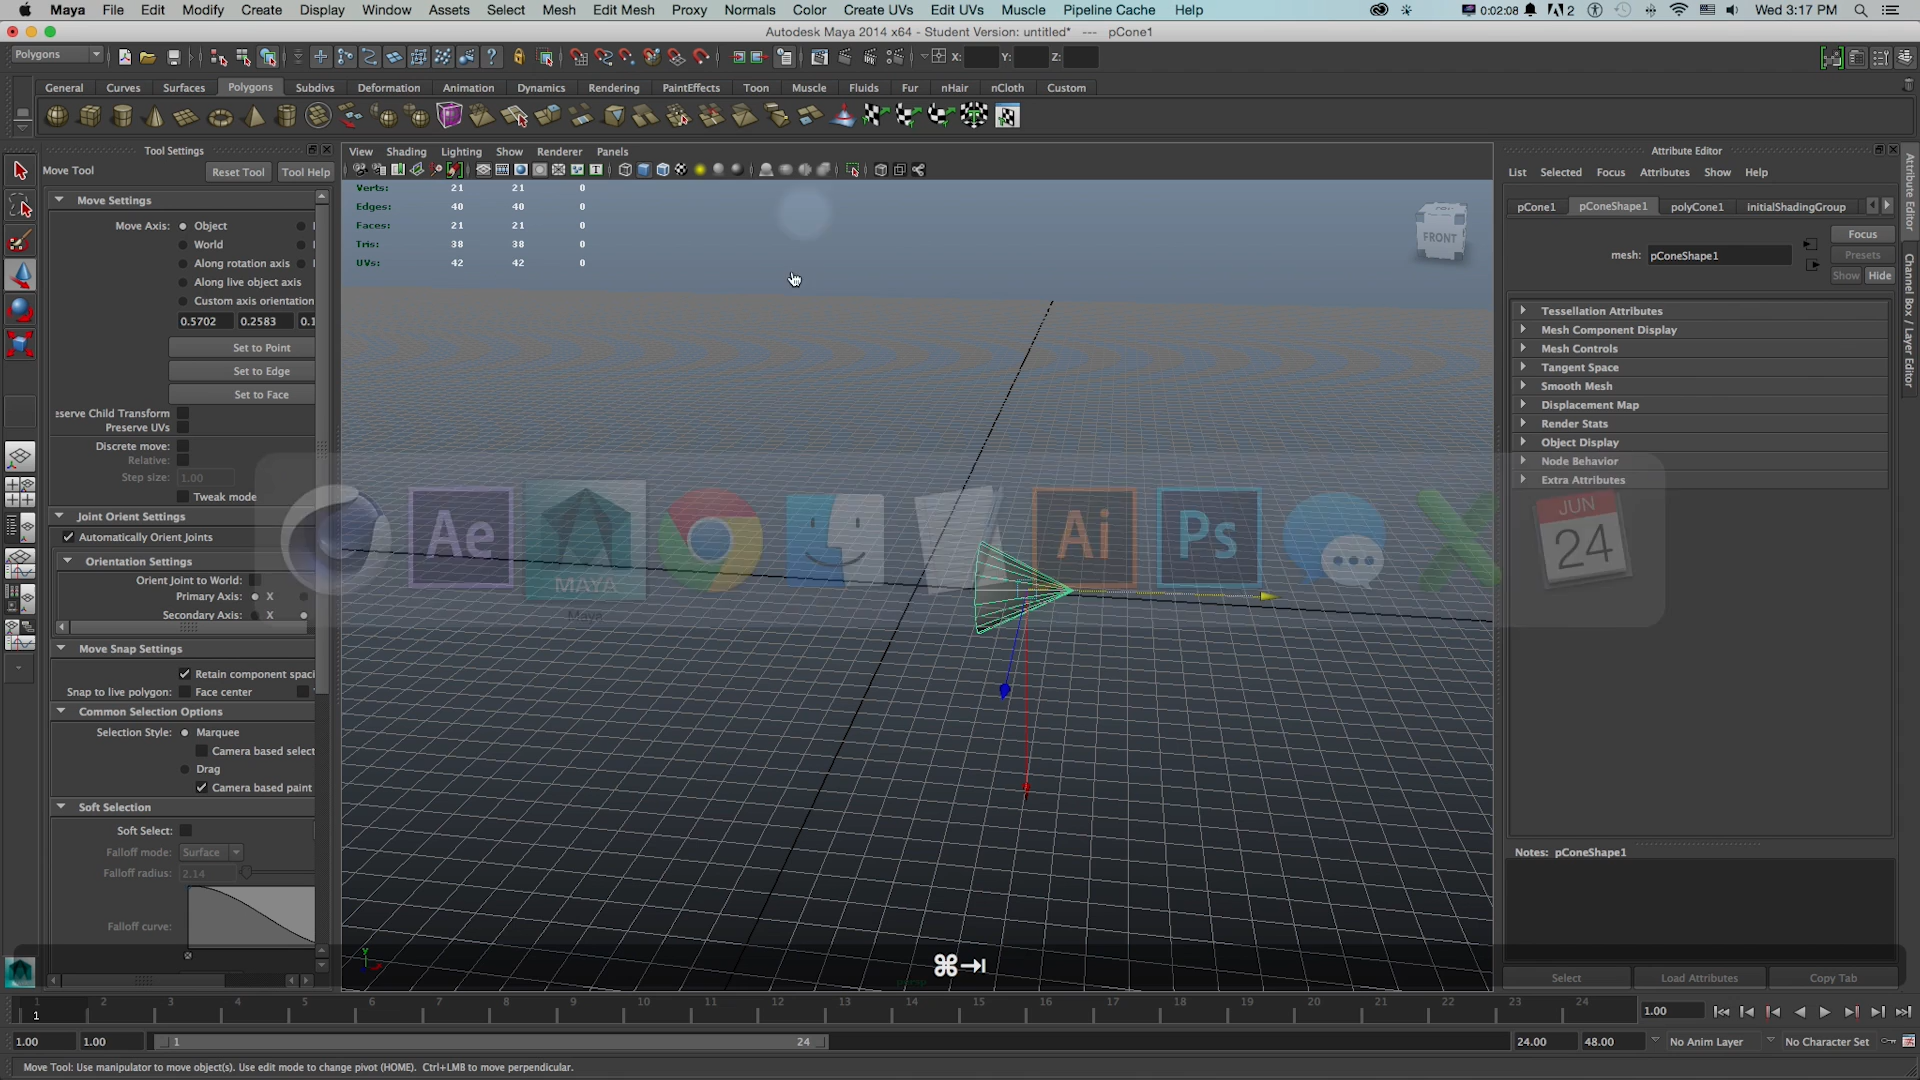 Maya File Edit Modify Create Display Window Assets Select Mesh Edit Mesh Proxy Normals Color Create UVs Edit UVs Muscle Pipeline Cache Help 0:02:08 2 Wed 3:17 PM
Autodesk Maya 2014 x64 - Student Version: untitled* --- pCone1
Polygons X: Y: Z:
General Curves Surfaces Polygons Subdivs Deformation Animation Dynamics Rendering PaintEffects Toon Muscle Fluids Fur nHair nCloth Custom
Tool Settings
Move Tool Reset Tool Tool Help
Move Settings
Move Axis: Object
World
Along rotation axis
Along live object axis
Custom axis orientation
0.5702 0.2583 0.1
Set to Point
Set to Edge
Set to Face
eserve Child Transform
Preserve UVs
Discrete move:
Relative:
Step size: 1.00
Tweak mode
Joint Orient Settings
Automatically Orient Joints
Orientation Settings
Orient Joint to World:
Primary Axis: X
Secondary Axis: X
Move Snap Settings
Retain component spaci
Snap to live polygon: Face center
Common Selection Options
Selection Style: Marquee
Camera based select
Drag
Camera based paint
Soft Selection
Soft Select:
Falloff mode: Surface
Falloff radius: 2.14
Falloff curve:
View Shading Lighting Show Renderer Panels
Verts: 21 21 0
Edges: 40 40 0
Faces: 21 21 0
Tris: 38 38 0
UVs: 42 42 0
FRONT
Ae MAYA Ai Ps JUN 24
Maya
y
persp
⌘⇥
Attribute Editor
List Selected Focus Attributes Show Help
pCone1 pConeShape1 polyCone1 initialShadingGroup
Focus
mesh: pConeShape1 Presets
Show Hide
Tessellation Attributes
Mesh Component Display
Mesh Controls
Tangent Space
Smooth Mesh
Displacement Map
Render Stats
Object Display
Node Behavior
Extra Attributes
Notes: pConeShape1
Select Load Attributes Copy Tab
Attribute Editor
Channel Box / Layer Editor
1 2 3 4 5 6 7 8 9 10 11 12 13 14 15 16 17 18 19 20 21 22 23 24
1 1.00
1.00 1.00 1 24 24.00 48.00 No Anim Layer No Character Set
Move Tool: Use manipulator to move object(s). Use edit mode to change pivot (HOME). Ctrl+LMB to move perpendicular.